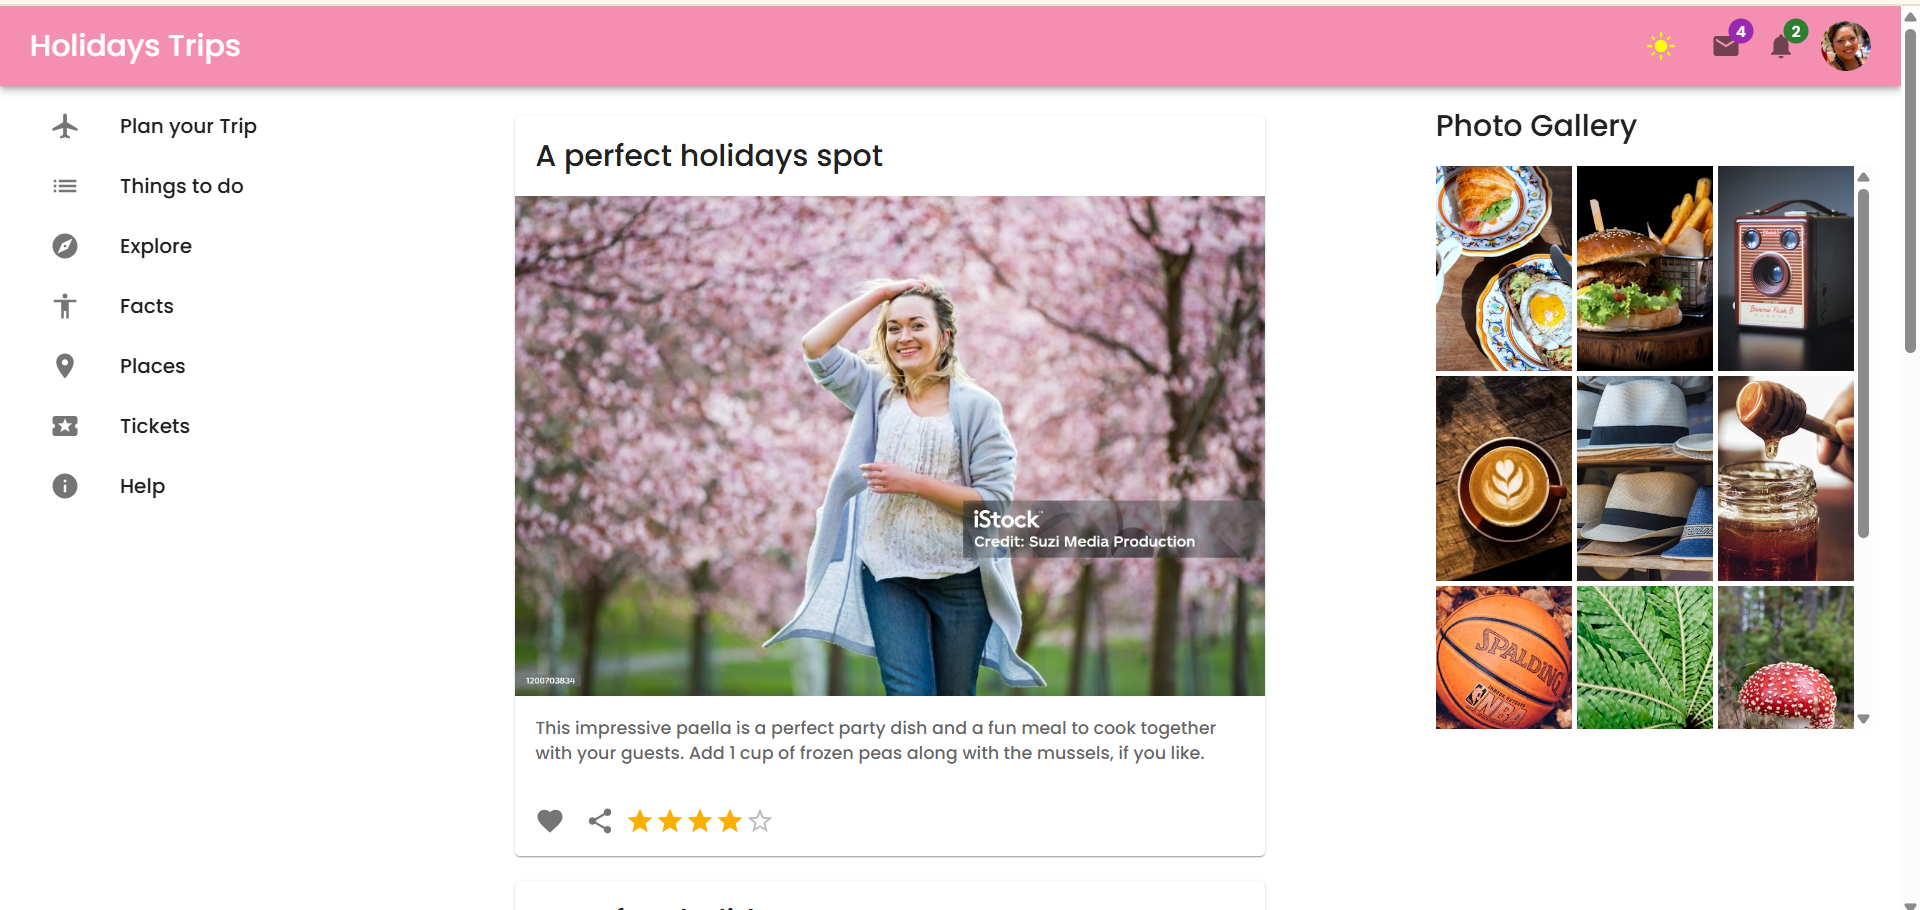 Holidays Trips
4
2
Plan your Trip
Things to do
Explore
Facts
Places
Tickets
Help
A perfect holidays spot
iStock
Credit: Suzi Media Production
1200703834
This impressive paella is a perfect party dish and a fun meal to cook together
with your guests. Add 1 cup of frozen peas along with the mussels, if you like.
Photo Gallery
Brownie Flash B
SPALDING
NBA